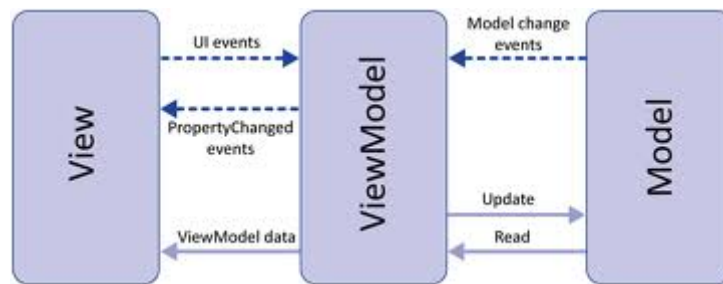 View
UI events
PropertyChanged
events
ViewModel data
ViewModel
Model change
events
Update
Read
Model